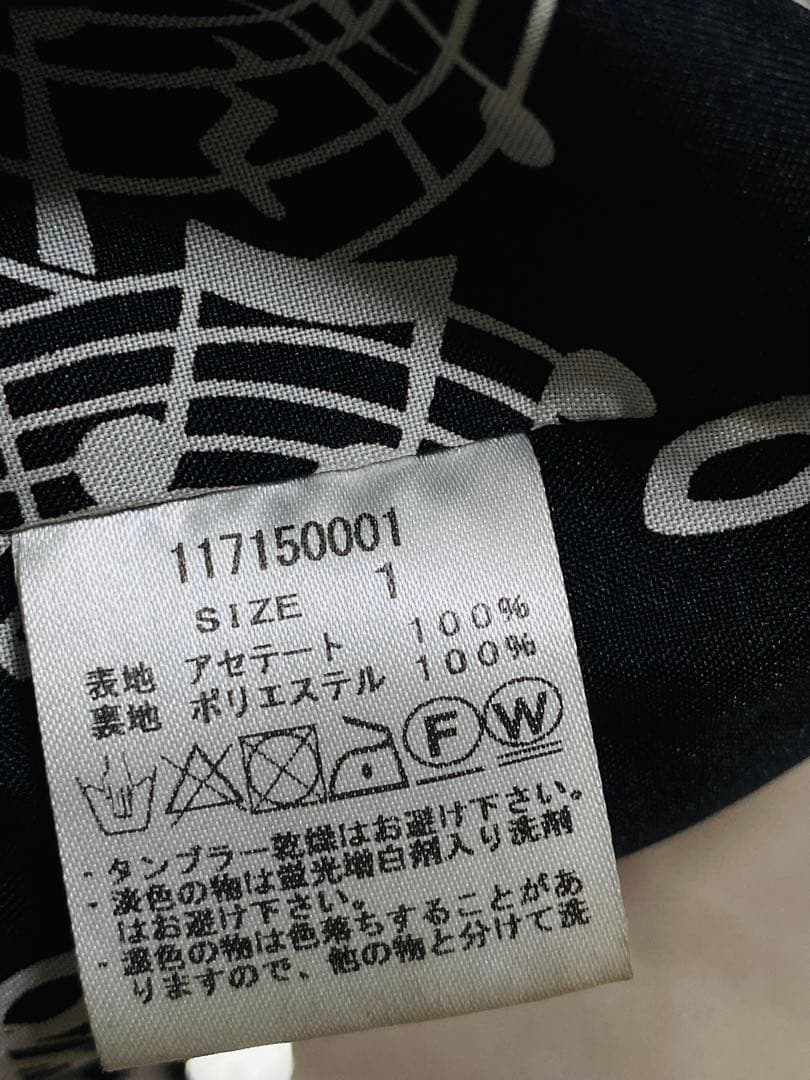 117150001
SIZE 1
表地 アセテート 100%
裏地 ポリエステル 100%
F W
・タンブラー乾燥はお避け下さい。
・淡色の物は蛍光増白剤入り洗剤
はお避け下さい。
・濃色の物は色落ちすることがあ
りますので、他の物と分けて洗